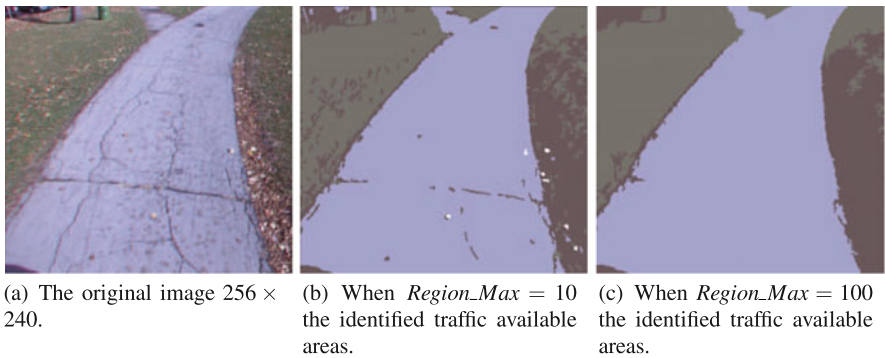 (a) The original image 256 ×
240.
(b) When Region_Max = 10
the identified traffic available
areas.
(c) When Region_Max = 100
the identified traffic available
areas.